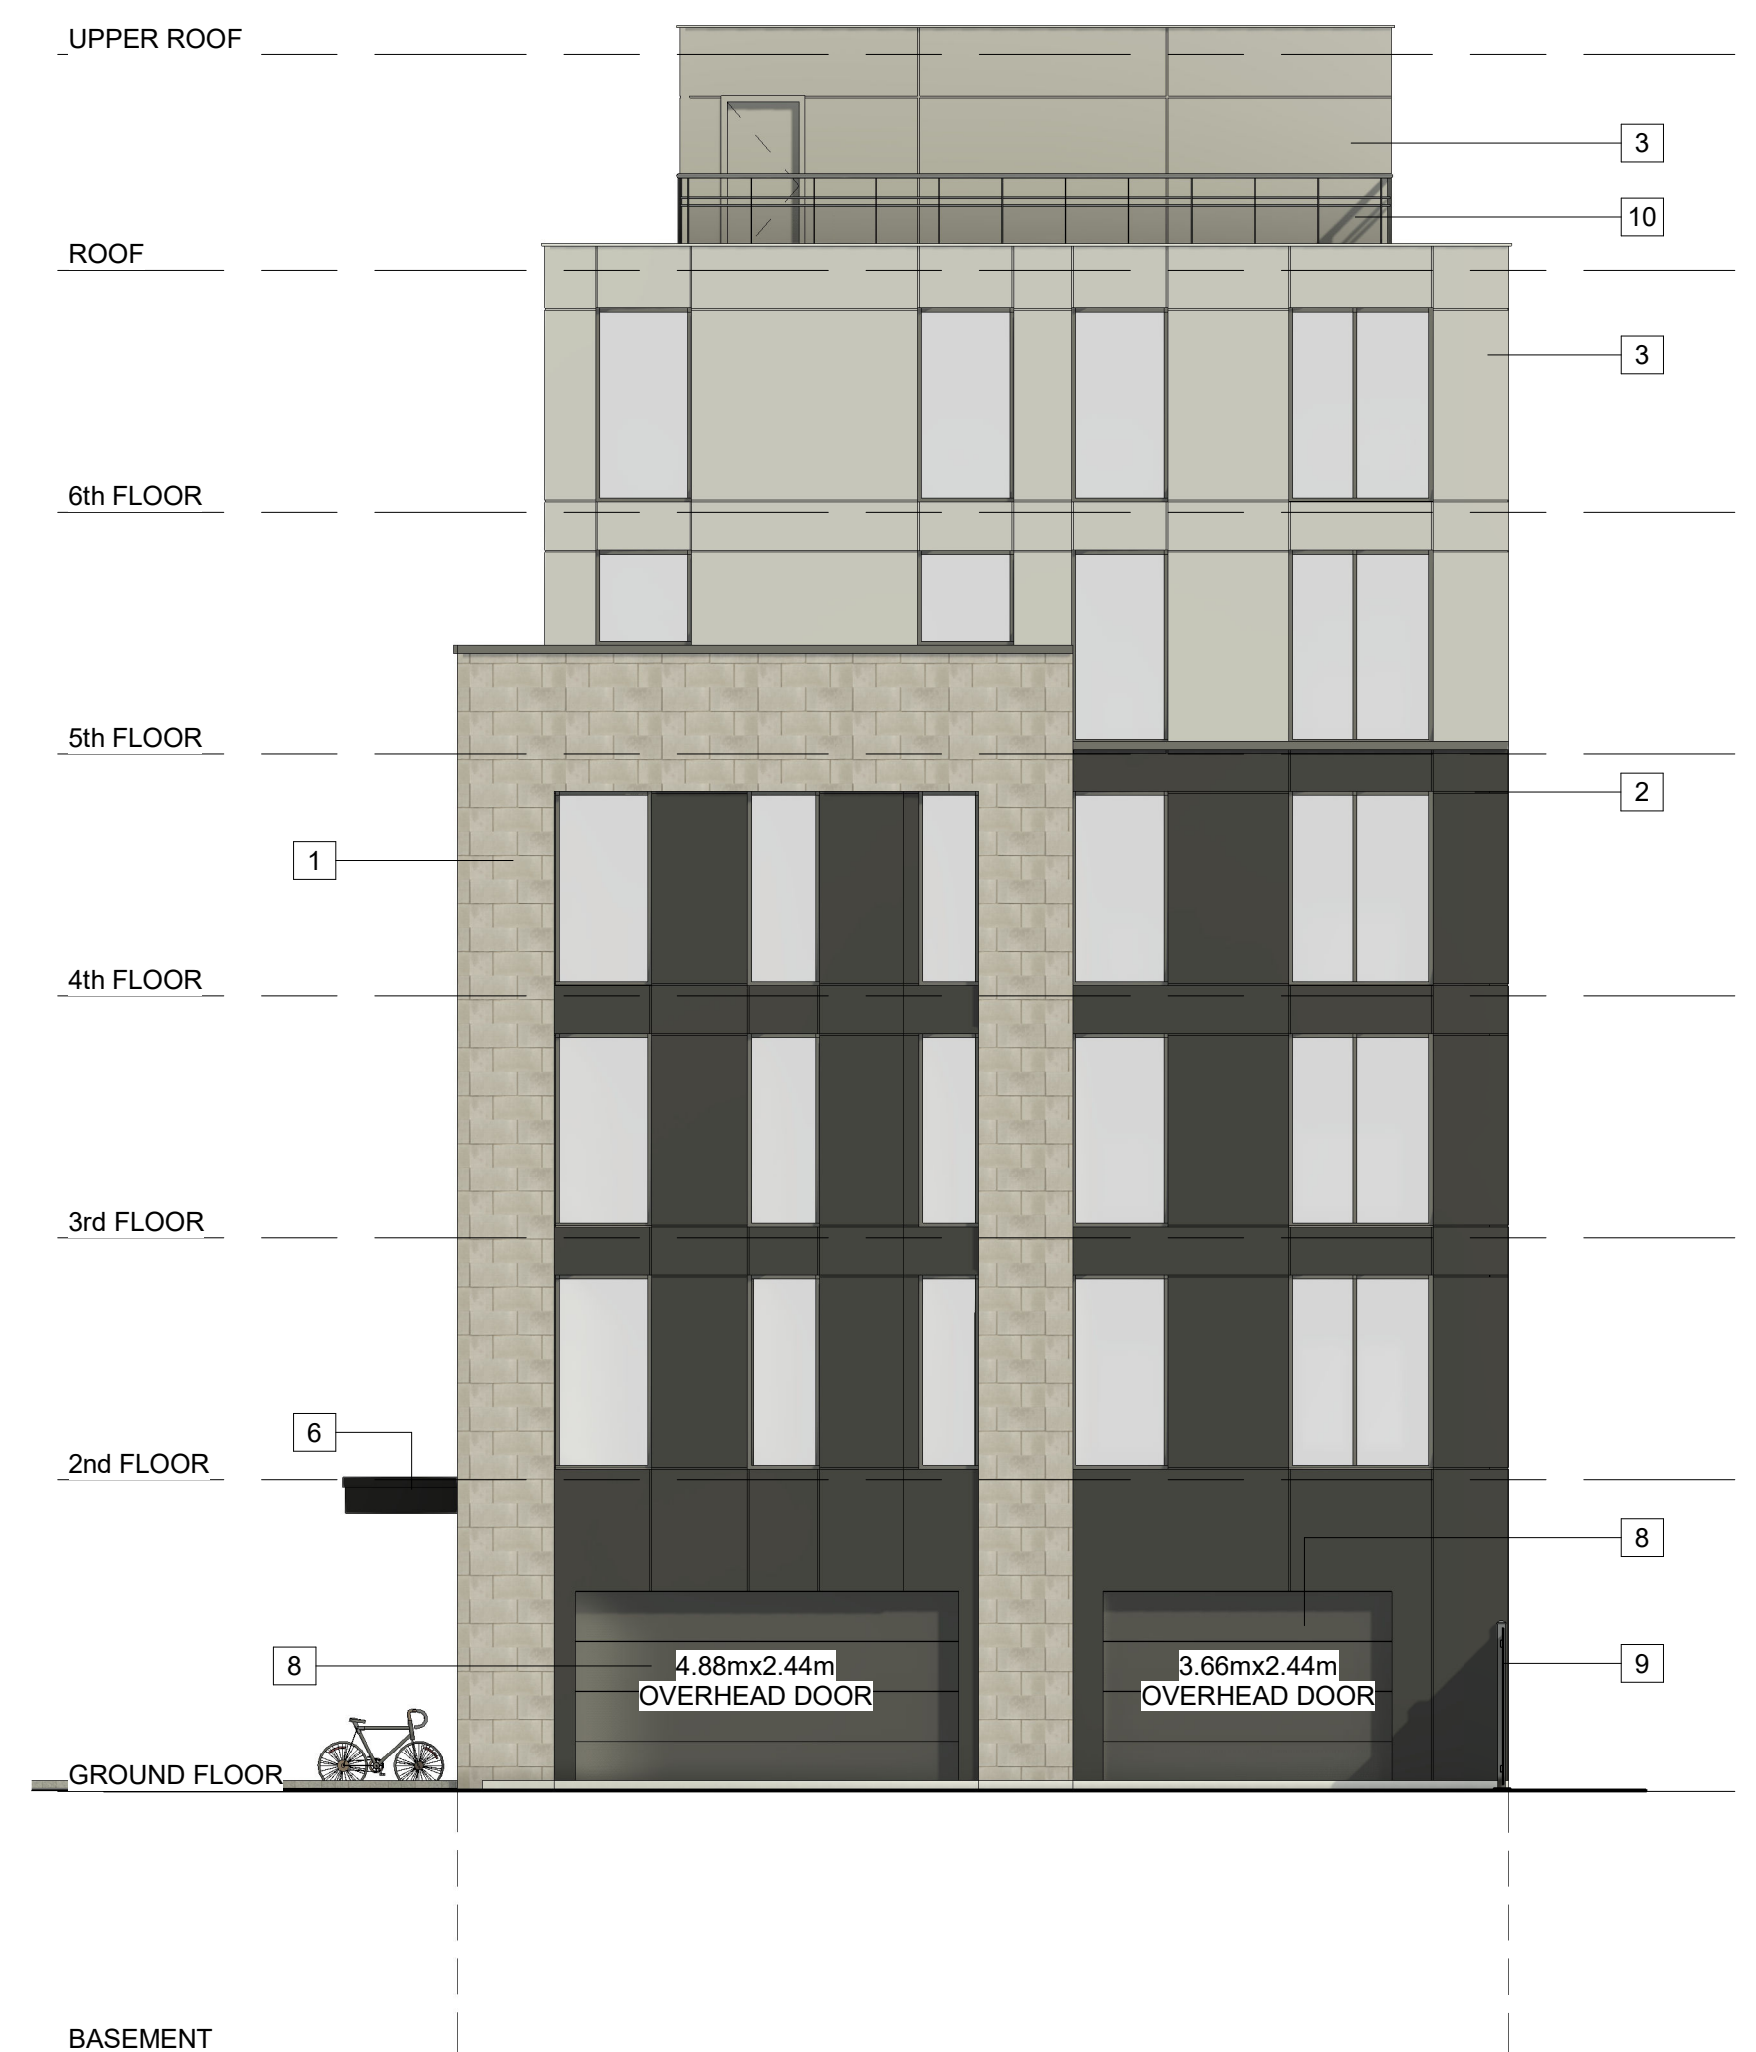 UPPER ROOF
3
10
ROOF
3
6th FLOOR
5th FLOOR
2
1
4th FLOOR
3rd FLOOR
6
2nd FLOOR
8
8
4.88mx2.44m
OVERHEAD DOOR
3.66mx2.44m
OVERHEAD DOOR
9
GROUND FLOOR
BASEMENT